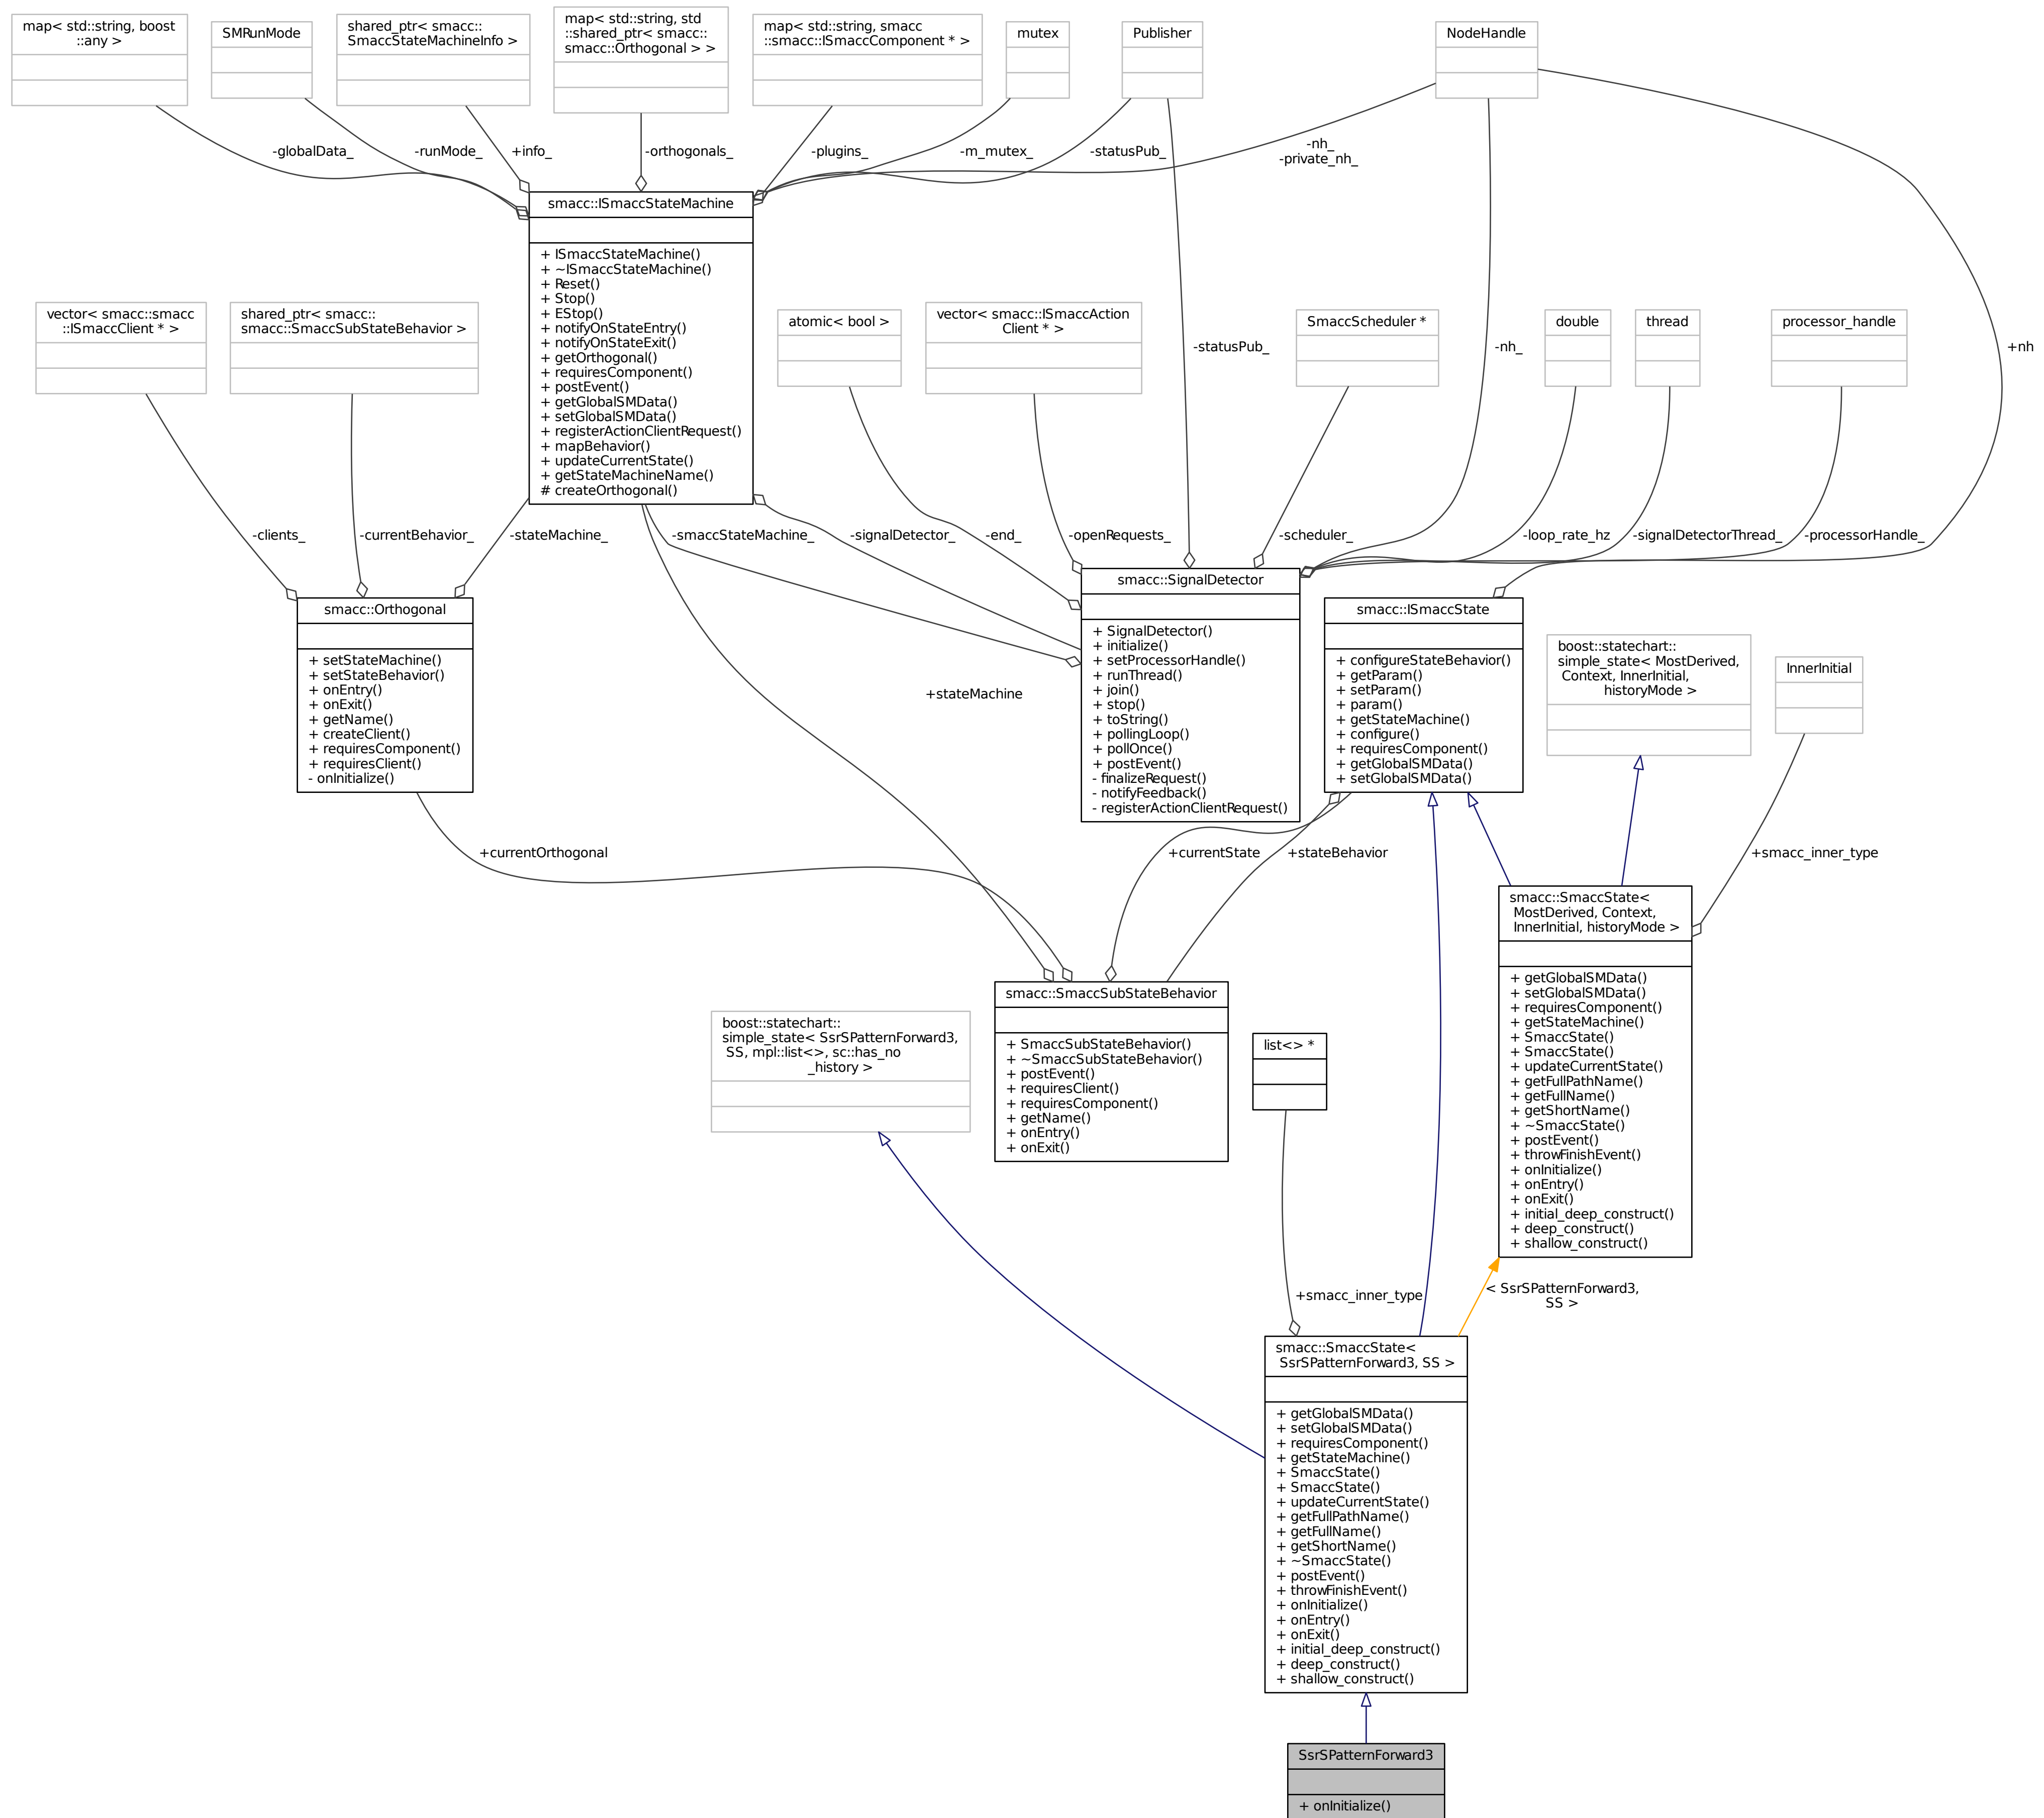 map< std::string, boost
::any >
SMRunMode
shared_ptr< smacc::
SmaccStateMachineInfo >
map< std::string, std
::shared_ptr< smacc::
smacc::Orthogonal > >
map< std::string, smacc
::smacc::ISmaccComponent * >
mutex
Publisher
NodeHandle
-globalData_
-runMode_
+info_
-orthogonals_
-plugins_
-m_mutex_
-statusPub_
-nh_
-private_nh_
smacc::ISmaccStateMachine
+ ISmaccStateMachine()
+ ~ISmaccStateMachine()
+ Reset()
+ Stop()
+ EStop()
+ notifyOnStateEntry()
+ notifyOnStateExit()
+ getOrthogonal()
+ requiresComponent()
+ postEvent()
+ getGlobalSMData()
+ setGlobalSMData()
+ registerActionClientRequest()
+ mapBehavior()
+ updateCurrentState()
+ getStateMachineName()
# createOrthogonal()
vector< smacc::smacc
::ISmaccClient * >
shared_ptr< smacc::
smacc::SmaccSubStateBehavior >
atomic< bool >
vector< smacc::ISmaccAction
Client * >
-statusPub_
SmaccScheduler *
-nh_
double
thread
processor_handle
+nh
-clients_
-currentBehavior_
-stateMachine_
-smaccStateMachine_
-signalDetector_
-end_
-openRequests_
-scheduler_
-loop_rate_hz
-signalDetectorThread_
-processorHandle_
smacc::Orthogonal
+ setStateMachine()
+ setStateBehavior()
+ onEntry()
+ onExit()
+ getName()
+ createClient()
+ requiresComponent()
+ requiresClient()
- onInitialize()
+stateMachine
smacc::SignalDetector
+ SignalDetector()
+ initialize()
+ setProcessorHandle()
+ runThread()
+ join()
+ stop()
+ toString()
+ pollingLoop()
+ pollOnce()
+ postEvent()
- finalizeRequest()
- notifyFeedback()
- registerActionClientRequest()
smacc::ISmaccState
+ configureStateBehavior()
+ getParam()
+ setParam()
+ param()
+ getStateMachine()
+ configure()
+ requiresComponent()
+ getGlobalSMData()
+ setGlobalSMData()
boost::statechart::
simple_state< MostDerived,
Context, InnerInitial,
historyMode >
InnerInitial
+currentOrthogonal
+currentState
+stateBehavior
+smacc_inner_type
smacc::SmaccState<
MostDerived, Context,
InnerInitial, historyMode >
+ getGlobalSMData()
+ setGlobalSMData()
+ requiresComponent()
+ getStateMachine()
+ SmaccState()
+ SmaccState()
+ updateCurrentState()
+ getFullPathName()
+ getFullName()
+ getShortName()
+ ~SmaccState()
+ postEvent()
+ throwFinishEvent()
+ onInitialize()
+ onEntry()
+ onExit()
+ initial_deep_construct()
+ deep_construct()
+ shallow_construct()
boost::statechart::
simple_state< SsrSPatternForward3,
SS, mpl::list<>, sc::has_no
_history >
smacc::SmaccSubStateBehavior
+ SmaccSubStateBehavior()
+ ~SmaccSubStateBehavior()
+ postEvent()
+ requiresClient()
+ requiresComponent()
+ getName()
+ onEntry()
+ onExit()
list<> *
+smacc_inner_type
< SsrSPatternForward3,
SS >
smacc::SmaccState<
SsrSPatternForward3, SS >
+ getGlobalSMData()
+ setGlobalSMData()
+ requiresComponent()
+ getStateMachine()
+ SmaccState()
+ SmaccState()
+ updateCurrentState()
+ getFullPathName()
+ getFullName()
+ getShortName()
+ ~SmaccState()
+ postEvent()
+ throwFinishEvent()
+ onInitialize()
+ onEntry()
+ onExit()
+ initial_deep_construct()
+ deep_construct()
+ shallow_construct()
SsrSPatternForward3
+ onInitialize()